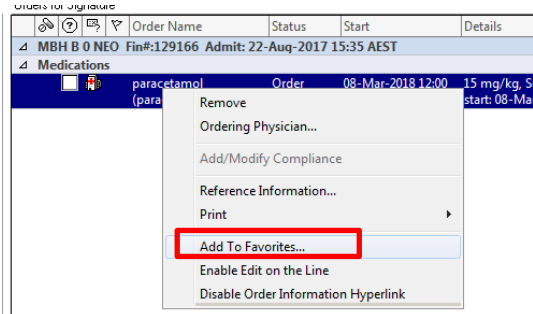 Orders for Signature
Order Name Status Start Details
MBH B 0 NEO Fin#:129166 Admit: 22-Aug-2017 15:35 AEST
Medications
paracetamol Order 08-Mar-2018 12:00 15 mg/kg, S
(para start: 08-Ma
Remove
Ordering Physician...
Add/Modify Compliance
Reference Information...
Print
Add To Favorites...
Enable Edit on the Line
Disable Order Information Hyperlink